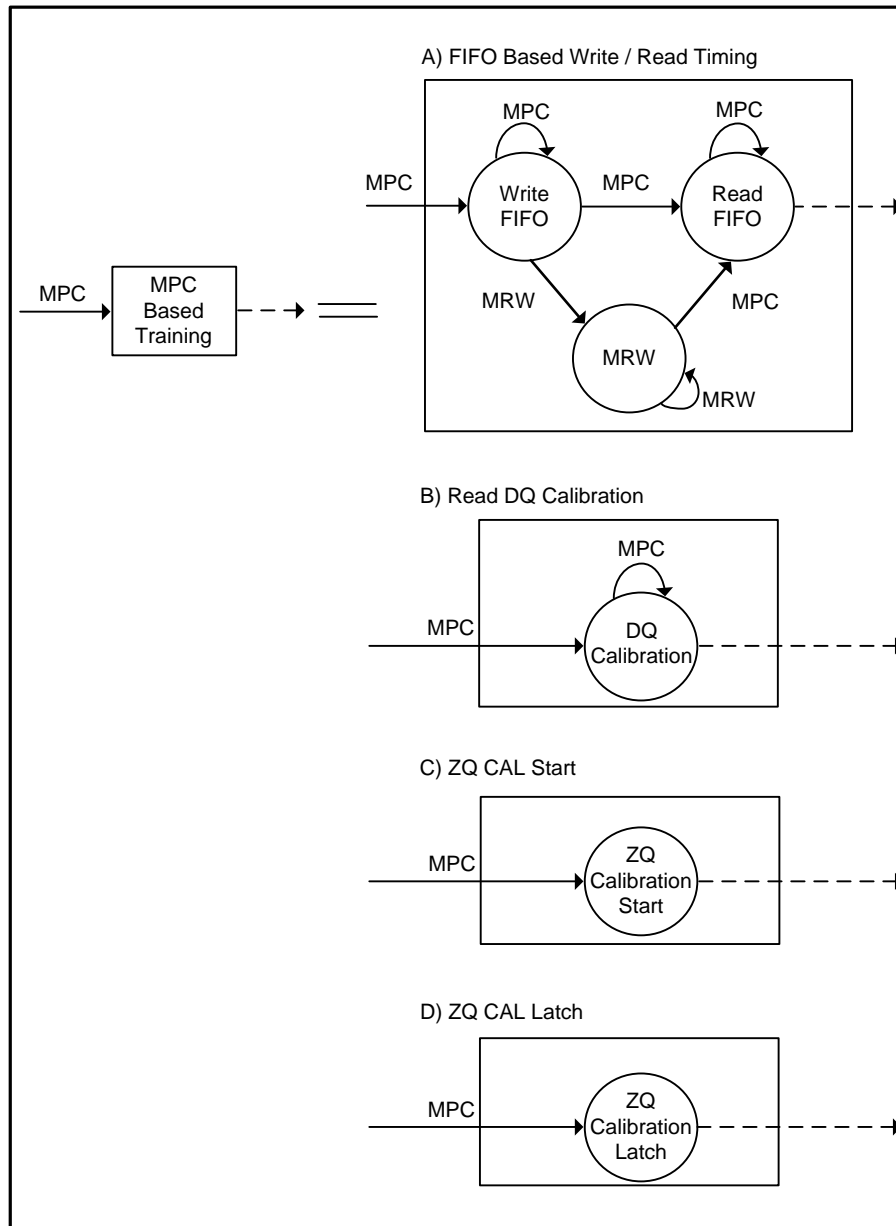 A) FIFO Based Write / Read Timing
MPC
MPC
MPC
Write
FIFO
MPC
Read
FIFO
MPC
MPC
Based
Training
MRW
MPC
MRW
MRW
B) Read DQ Calibration
MPC
MPC
DQ
Calibration
C) ZQ CAL Start
MPC
ZQ
Calibration
Start
D) ZQ CAL Latch
MPC
ZQ
Calibration
Latch